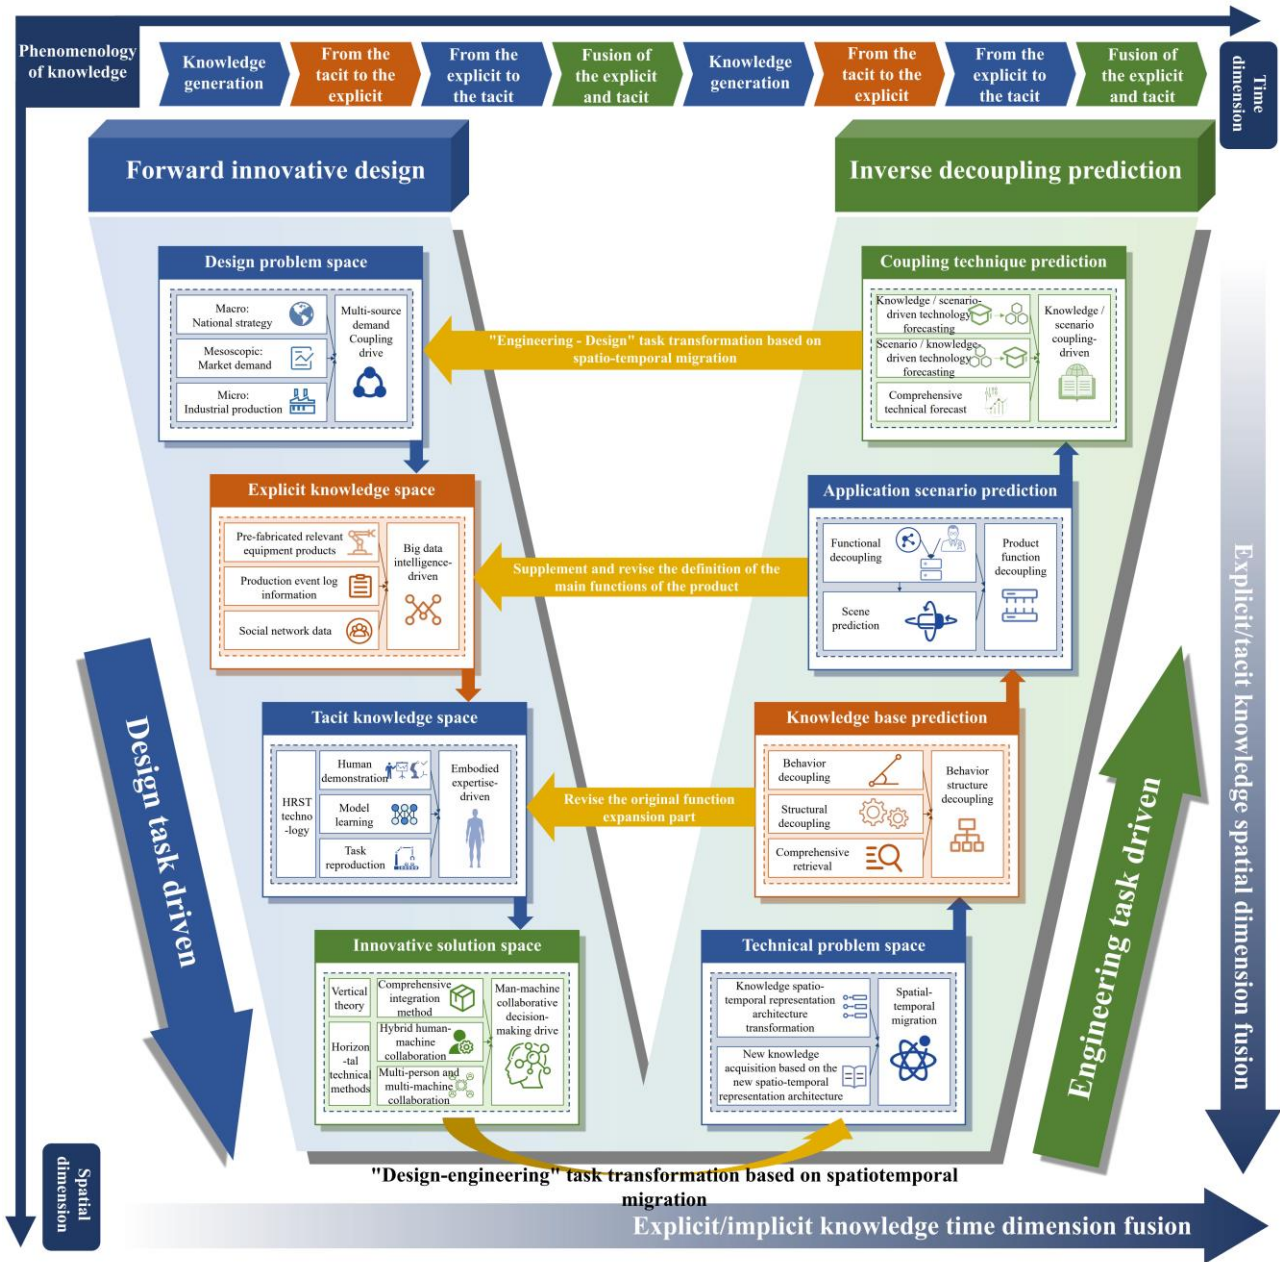 Phenomenology
of knowledge
Knowledge
generation
From the
tacit to the
explicit
From the
explicit to
the tacit
Fusion of
the explicit
and tacit
Knowledge
generation
From the
tacit to the
explicit
From the
explicit to
the tacit
Fusion of
the explicit
and tacit
Time
dimension
Forward innovative design
Inverse decoupling prediction
Design problem space
Macro:
National strategy
Mesoscopic:
Market demand
Micro:
Industrial production
Multi-source
demand
Coupling
drive
"Engineering - Design" task transformation based on
spatio-temporal migration
Coupling technique prediction
Knowledge / scenario-
driven technology
forecasting
Scenario / knowledge-
driven technology
forecasting
Comprehensive
technical forecast
Knowledge /
scenario
coupling-
driven
Explicit knowledge space
Pre-fabricated relevant
equipment products
Production event log
information
Social network data
Big data
intelligence-
driven
Supplement and revise the definition of the
main functions of the product
Application scenario prediction
Functional
decoupling
Scene
prediction
Product
function
decoupling
Tacit knowledge space
HRST
techno
-logy
Human
demonstration
Model
learning
Task
reproduction
Embodied
expertise-
driven
Revise the original function
expansion part
Knowledge base prediction
Behavior
decoupling
Structural
decoupling
Comprehensive
retrieval
Behavior
structure
decoupling
Innovative solution space
Vertical
theory
Horizon
-tal
technical
methods
Comprehensive
integration
method
Hybrid human-
machine
collaboration
Multi-person and
multi-machine
collaboration
Man-machine
collaborative
decision-
making drive
Technical problem space
Knowledge spatio-
temporal representation
architecture
transformation
New knowledge
acquisition based on the
new spatio-temporal
representation architecture
Spatial-
temporal
migration
Design task driven
Engineering task driven
Explicit/tacit knowledge spatial dimension fusion
"Design-engineering" task transformation based on spatiotemporal
migration
Spatial
dimension
Explicit/implicit knowledge time dimension fusion